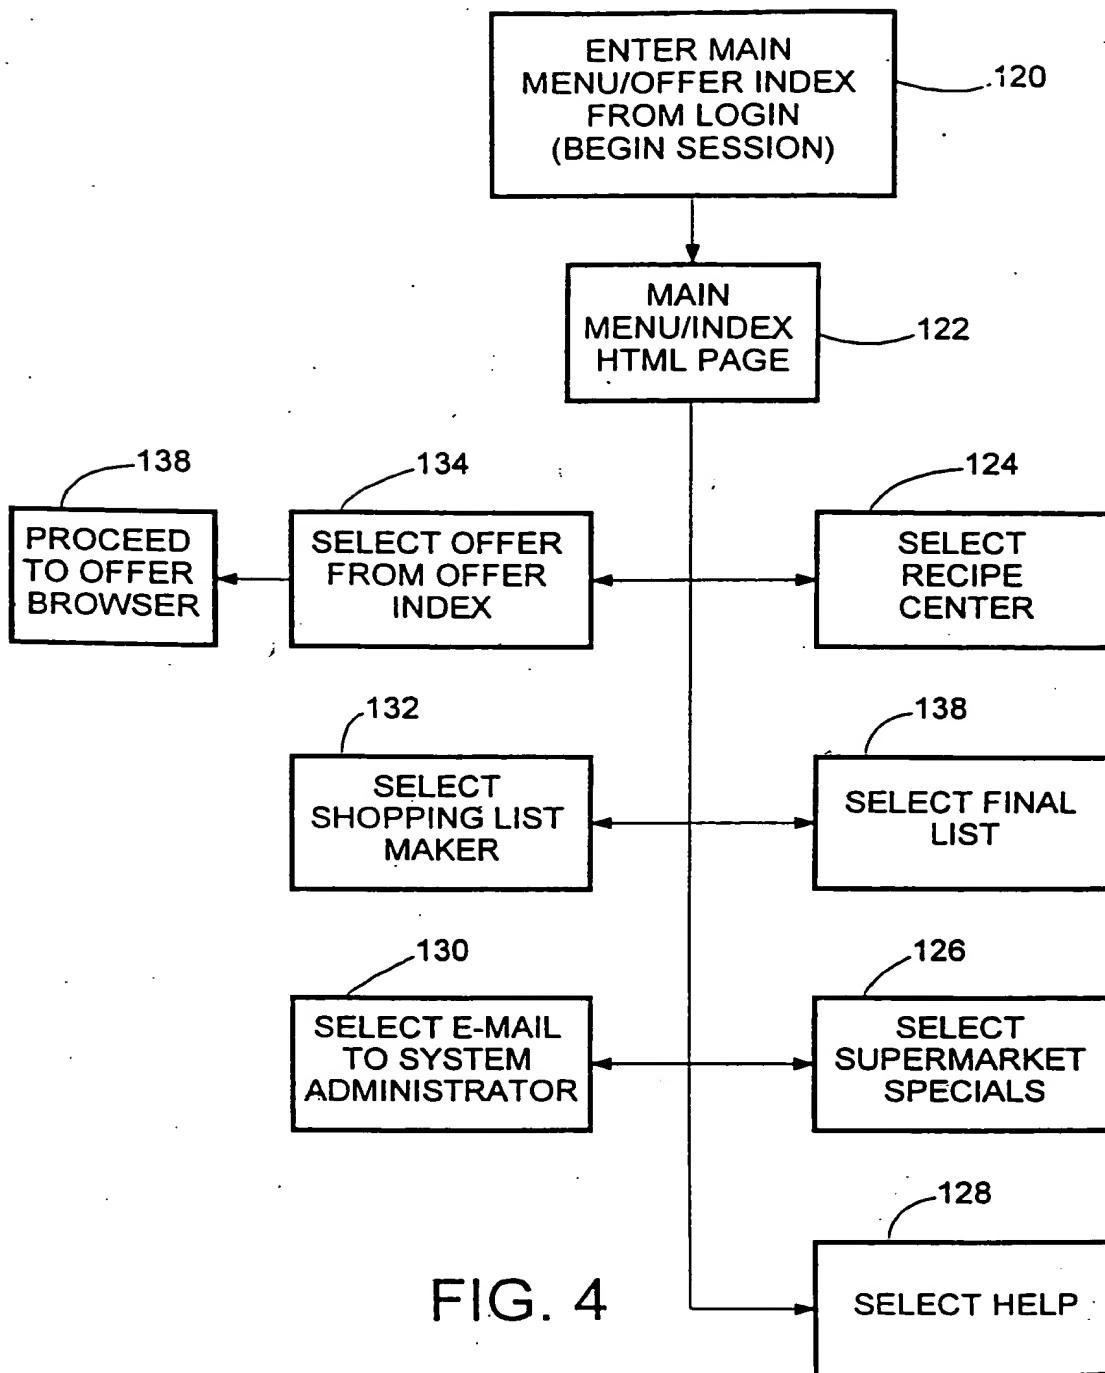 ENTER MAIN
MENU/OFFER INDEX
FROM LOGIN
(BEGIN SESSION)
120
MAIN
MENU/INDEX
HTML PAGE
122
138
PROCEED
TO OFFER
BROWSER
134
SELECT OFFER
FROM OFFER
INDEX
124
SELECT
RECIPE
CENTER
132
SELECT
SHOPPING LIST
MAKER
138
SELECT FINAL
LIST
130
SELECT E-MAIL
TO SYSTEM
ADMINISTRATOR
126
SELECT
SUPERMARKET
SPECIALS
128
SELECT HELP
FIG. 4